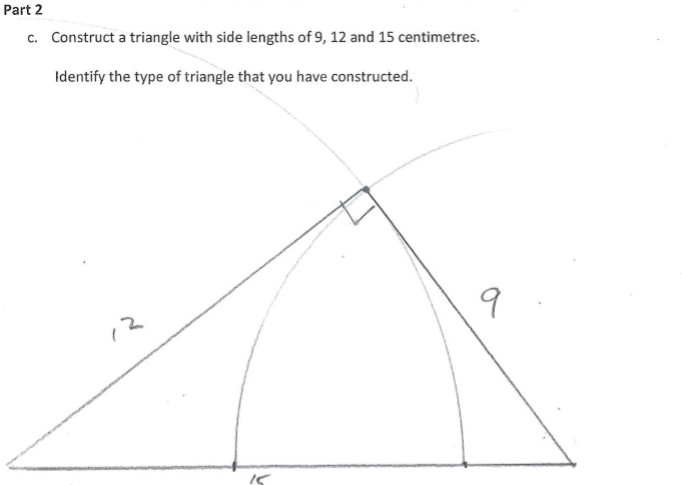 Part 2
c. Construct a triangle with side lengths of 9, 12 and 15 centimetres.
Identify the type of triangle that you have constructed.
12
9
15